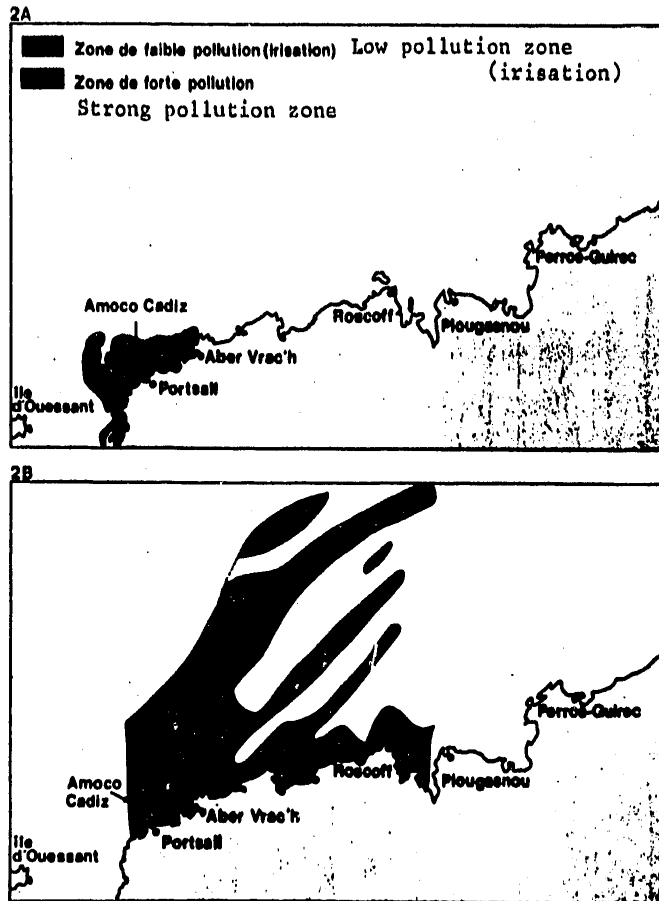 2A
Zone de faible pollution (irisation) Low pollution zone
(irisation)
Zone de forte pollution
Strong pollution zone
Perros-Guirec
Amoco Cadiz
Roscoff
Plougasnou
Aber Vrac'h
Portsall
Ile
d'Ouessant
2B
Perros-Guirec
Roscoff
Plougasnou
Amoco
Cadiz
Aber Vrac'h
Portsall
Ile
d'Ouessant